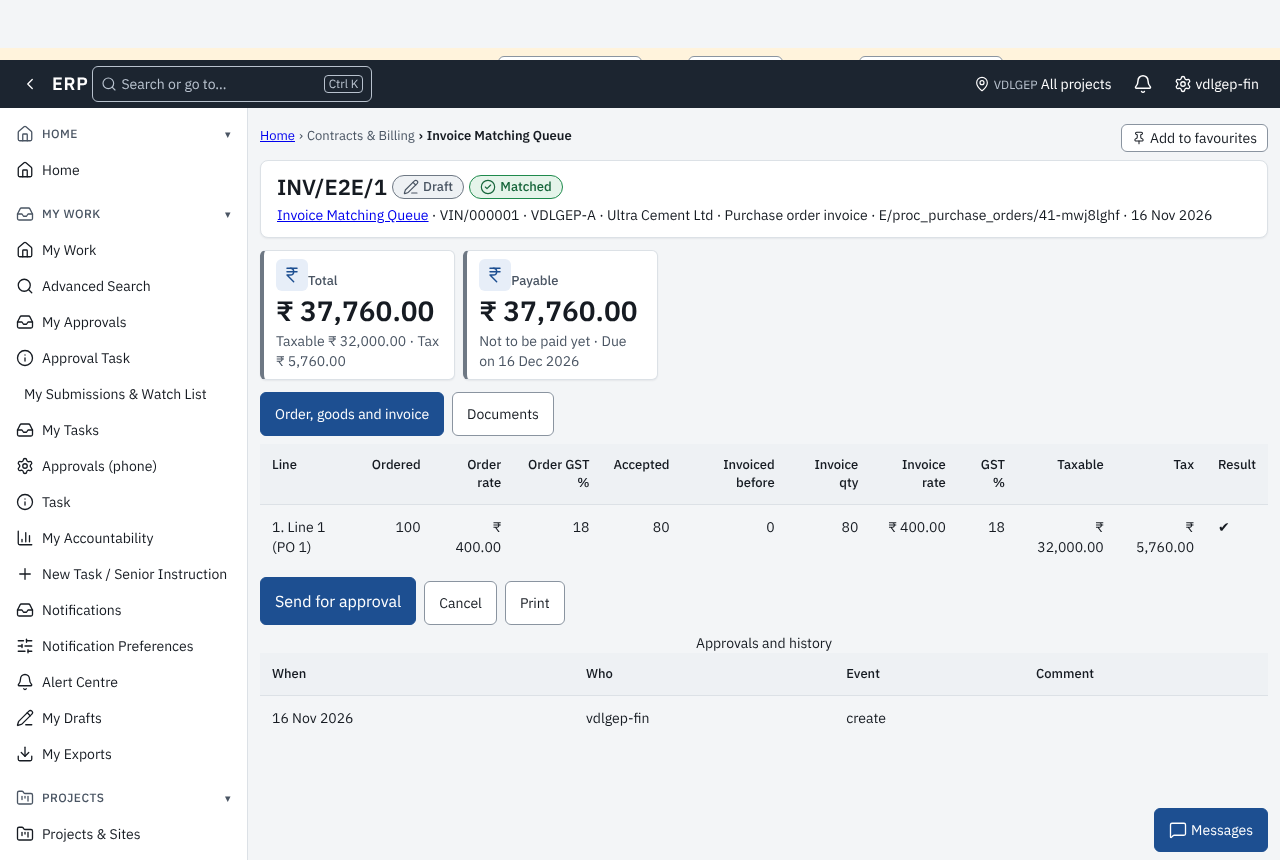 ERP
Search or go to...
Ctrl K
VDLGEP All projects
vdlgep-fin
HOME
Home
MY WORK
My Work
Advanced Search
My Approvals
Approval Task
My Submissions & Watch List
My Tasks
Approvals (phone)
Task
My Accountability
New Task / Senior Instruction
Notifications
Notification Preferences
Alert Centre
My Drafts
My Exports
PROJECTS
Projects & Sites
Home › Contracts & Billing › Invoice Matching Queue
Add to favourites
INV/E2E/1 Draft Matched
Invoice Matching Queue · VIN/000001 · VDLGEP-A · Ultra Cement Ltd · Purchase order invoice · E/proc_purchase_orders/41-mwj8lghf · 16 Nov 2026
₹ Total
₹ 37,760.00
Taxable ₹ 32,000.00 · Tax
₹ 5,760.00
₹ Payable
₹ 37,760.00
Not to be paid yet · Due
on 16 Dec 2026
Order, goods and invoice
Documents
Line Ordered Order rate Order GST % Accepted Invoiced before Invoice qty Invoice rate GST % Taxable Tax Result
1. Line 1 (PO 1) 100 ₹ 400.00 18 80 0 80 ₹ 400.00 18 ₹ 32,000.00 ₹ 5,760.00 ✔
Send for approval
Cancel
Print
Approvals and history
When Who Event Comment
16 Nov 2026 vdlgep-fin create
Messages